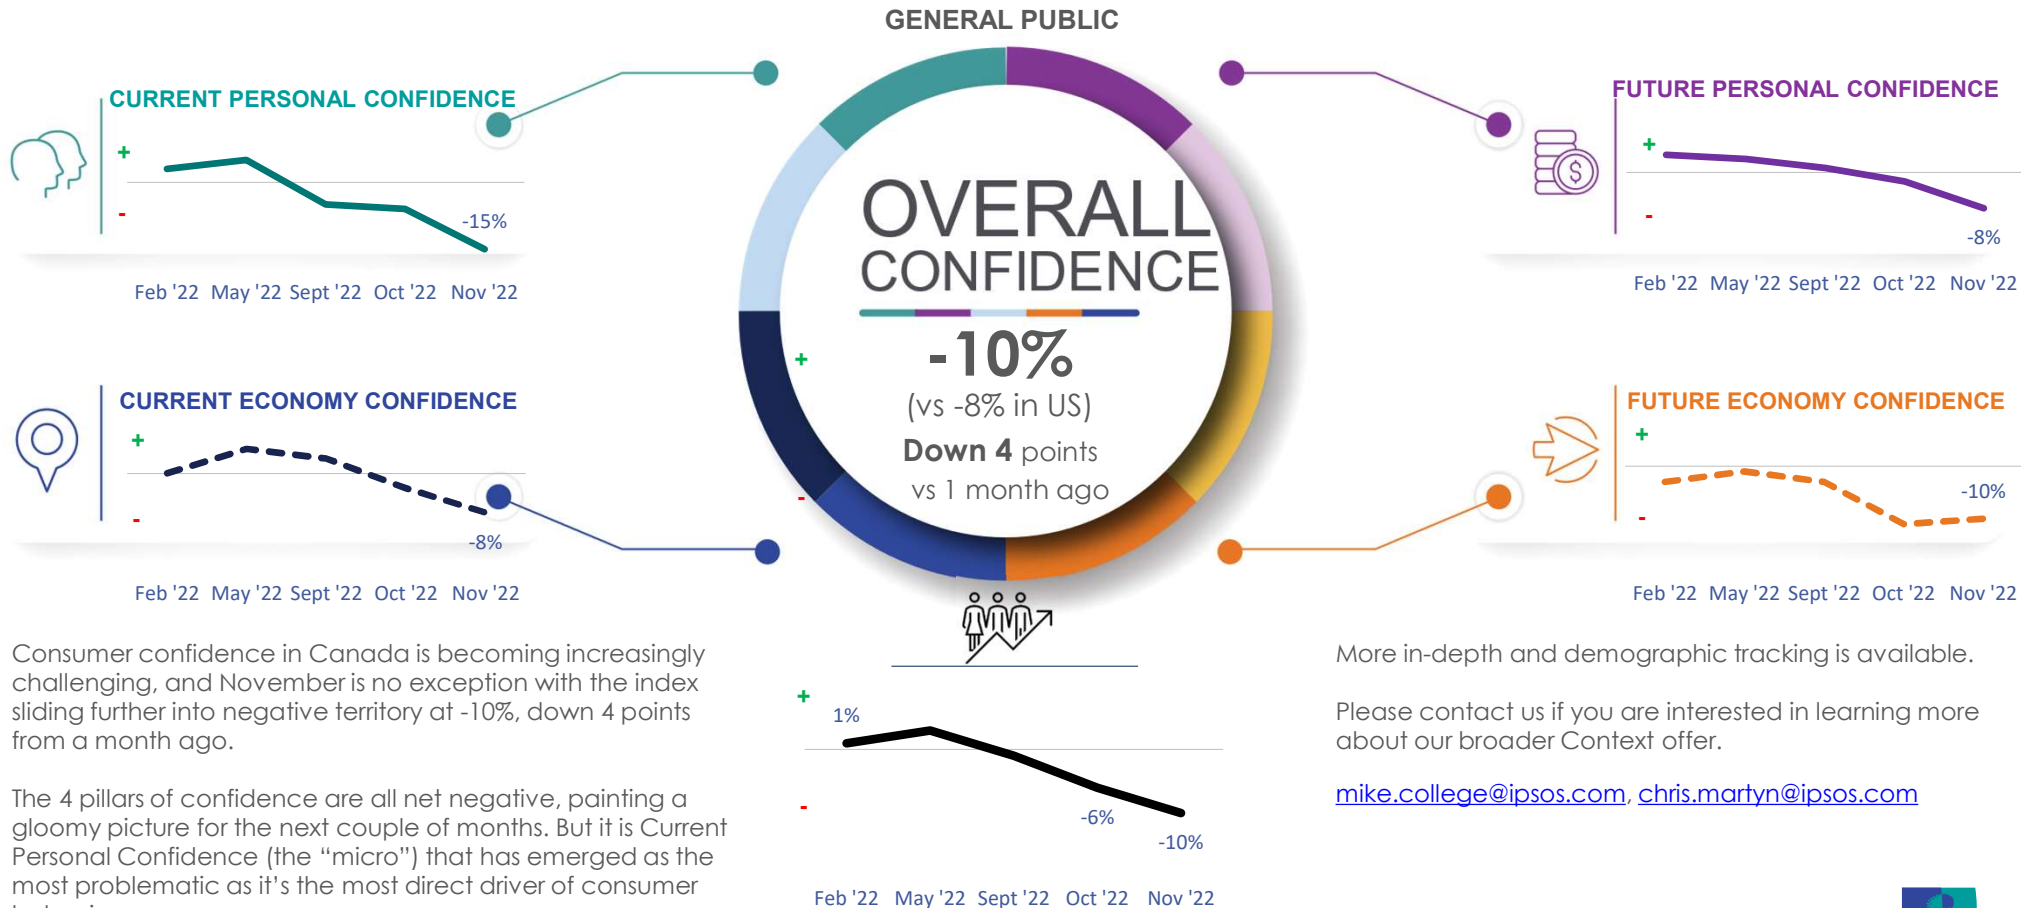 GENERAL PUBLIC
CURRENT PERSONAL CONFIDENCE
+
-
-15%
Feb '22 May '22 Sept '22 Oct '22 Nov '22
FUTURE PERSONAL CONFIDENCE
$
+
-
-8%
Feb '22 May '22 Sept '22 Oct '22 Nov '22
OVERALL
CONFIDENCE
-10%
(vs -8% in US)
Down 4 points
vs 1 month ago
+
-
CURRENT ECONOMY CONFIDENCE
+
-
-8%
Feb '22 May '22 Sept '22 Oct '22 Nov '22
FUTURE ECONOMY CONFIDENCE
+
-
-10%
Feb '22 May '22 Sept '22 Oct '22 Nov '22
Consumer confidence in Canada is becoming increasingly
challenging, and November is no exception with the index
sliding further into negative territory at -10%, down 4 points
from a month ago.
The 4 pillars of confidence are all net negative, painting a
gloomy picture for the next couple of months. But it is Current
Personal Confidence (the “micro”) that has emerged as the
most problematic as it’s the most direct driver of consumer
+
1%
-
-6%
-10%
Feb '22 May '22 Sept '22 Oct '22 Nov '22
More in-depth and demographic tracking is available.
Please contact us if you are interested in learning more
about our broader Context offer.
mike.college@ipsos.com, chris.martyn@ipsos.com